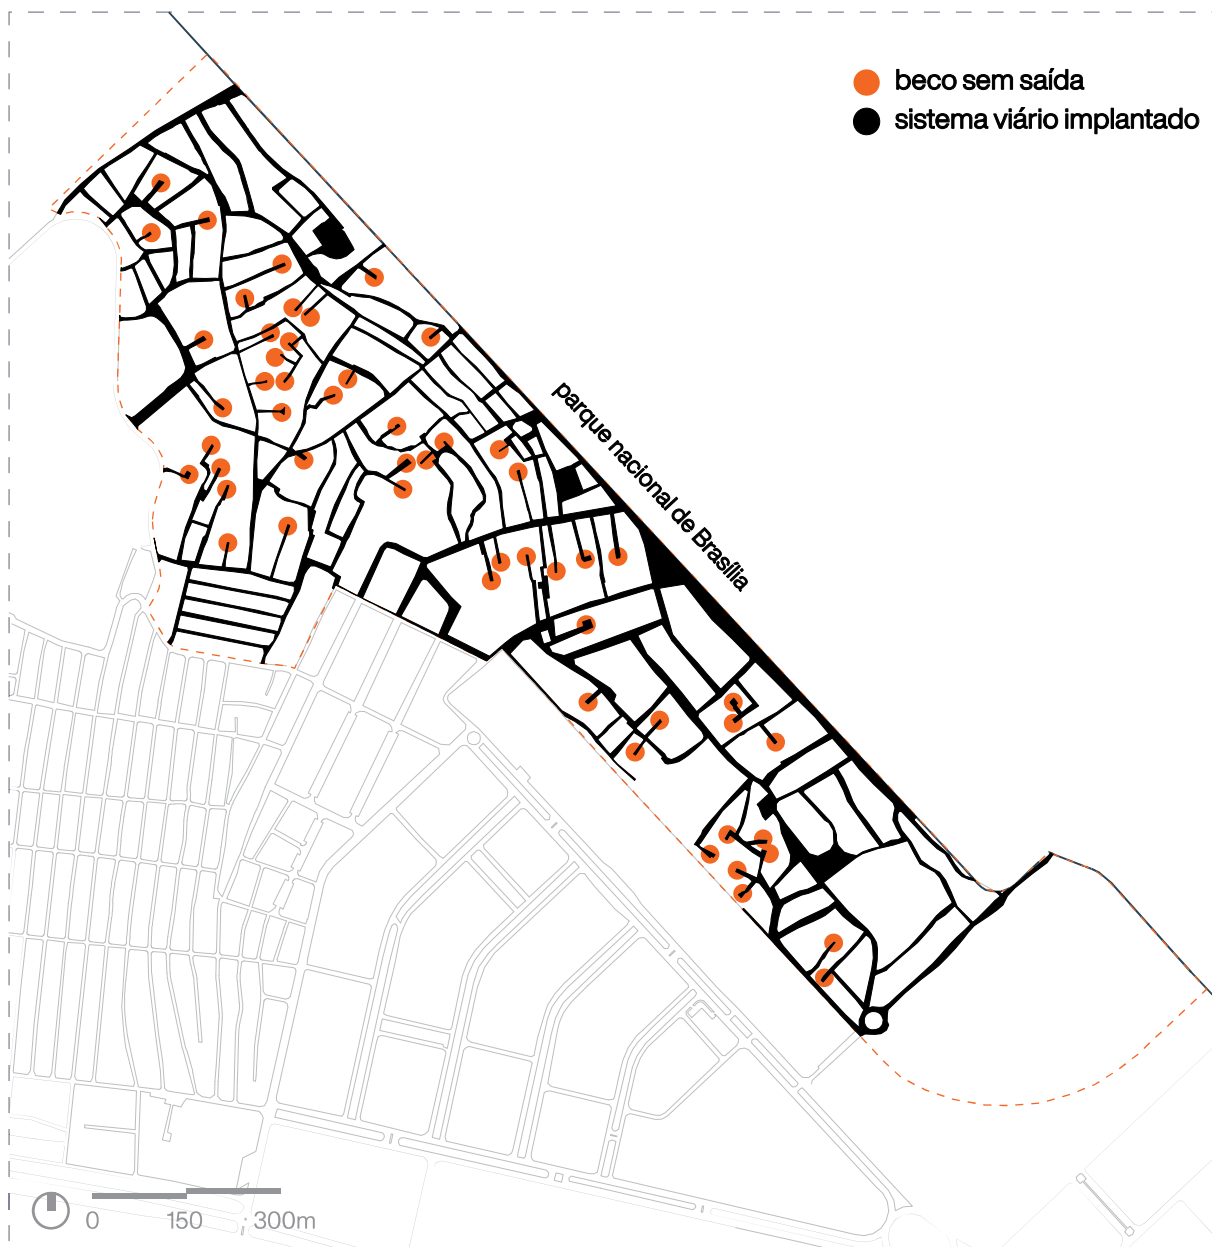 beco sem saída
sistema viário implantado
parque nacional de Brasília
0 150 300m